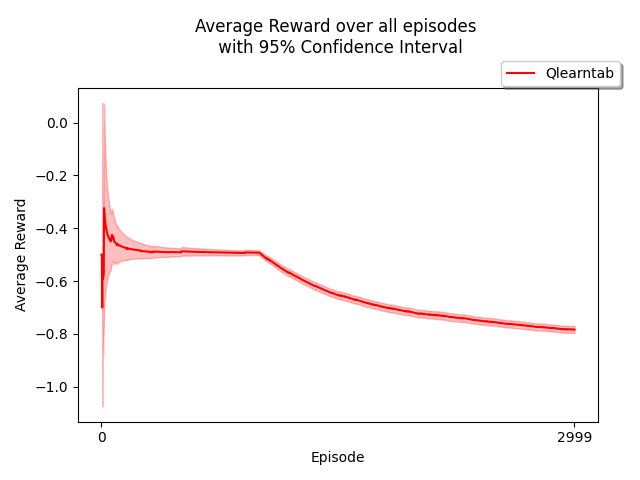 Average Reward over all episodes
with 95% Confidence Interval
Qlearntab
Average Reward
0.0
−0.2
−0.4
−0.6
−0.8
−1.0
0
2999
Episode